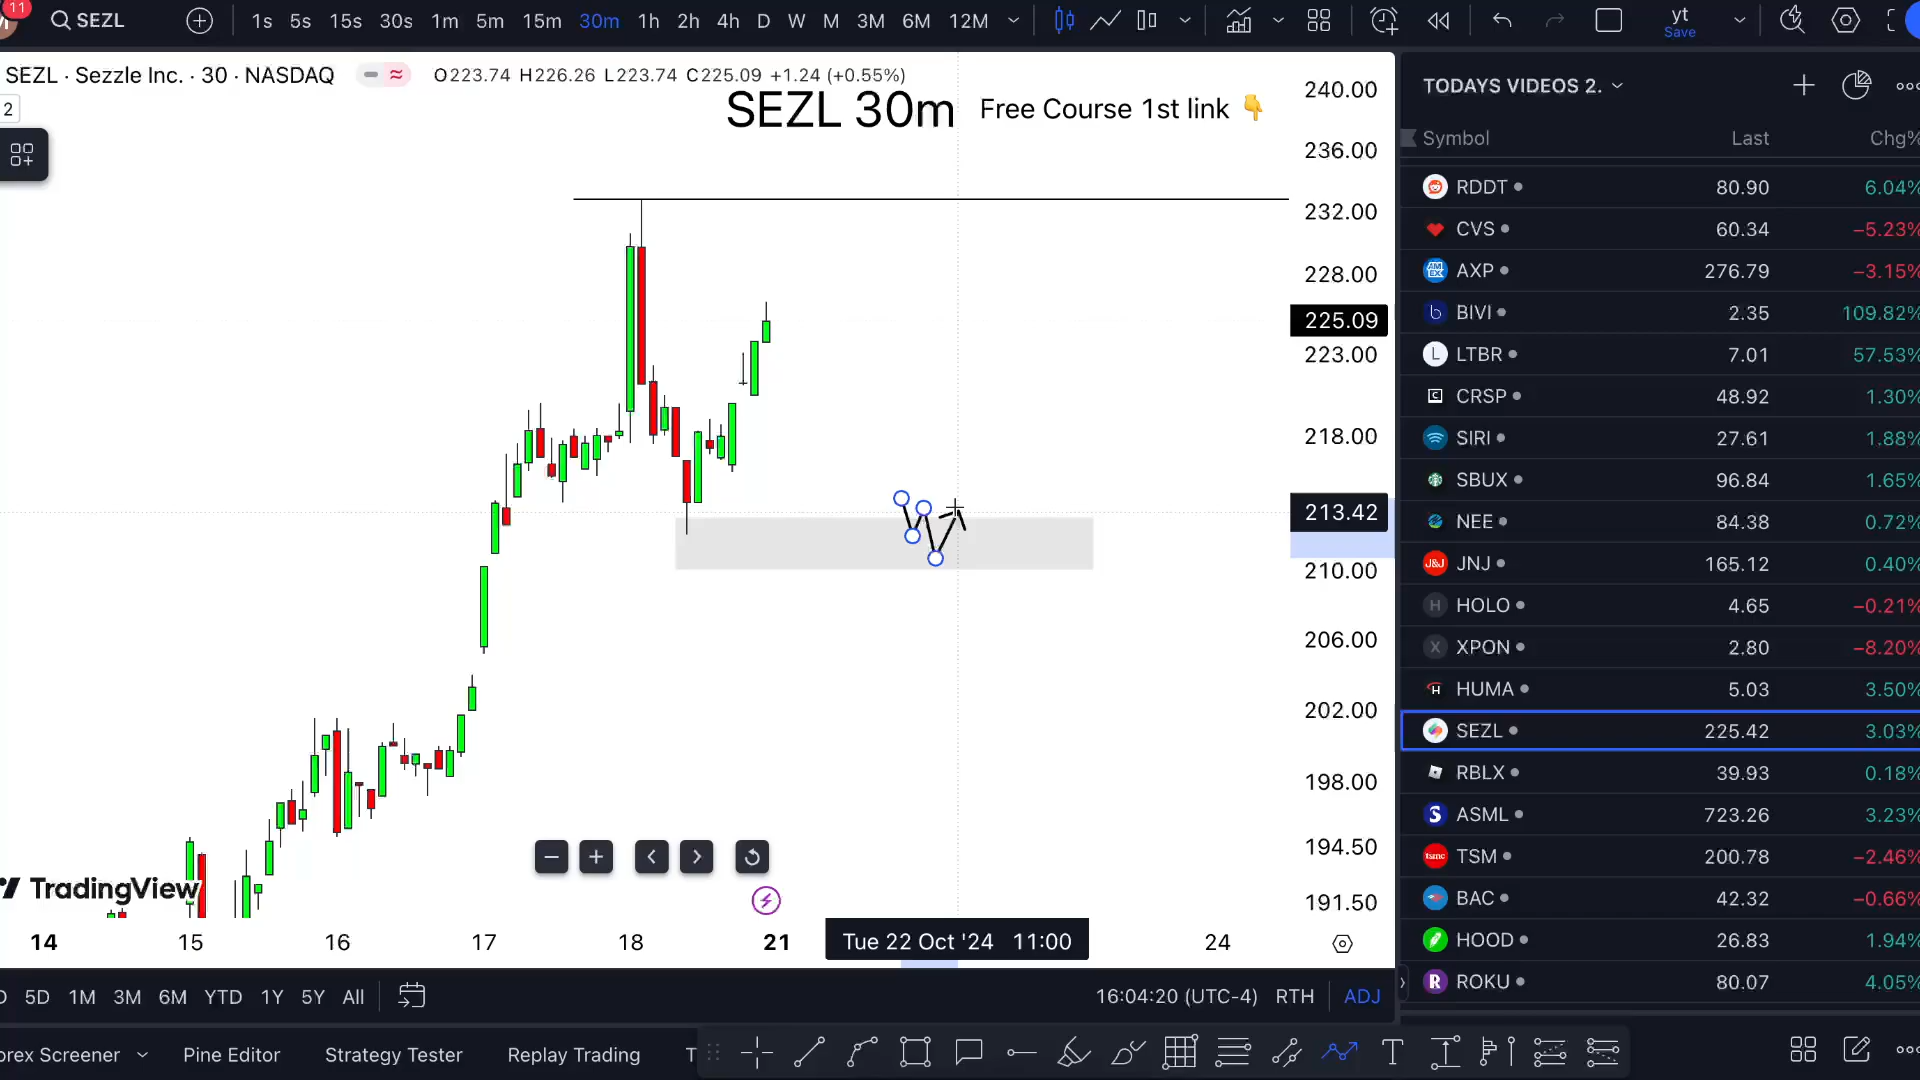 11
SEZL
1s 5s 15s 30s 1m 5m 15m 30m 1h 2h 4h D W M 3M 6M 12M
yt
Save
SEZL · Sezzle Inc. · 30 · NASDAQ
O223.74 H226.26 L223.74 C225.09 +1.24 (+0.55%)
2
SEZL 30m
Free Course 1st link 👇
240.00
236.00
232.00
228.00
225.09
223.00
218.00
213.42
210.00
206.00
202.00
198.00
194.50
191.50
TradingView
14 15 16 17 18 21 Tue 22 Oct '24 11:00 24
5D 1M 3M 6M YTD 1Y 5Y All
16:04:20 (UTC-4) RTH ADJ
orex Screener Pine Editor Strategy Tester Replay Trading T
TODAYS VIDEOS 2.
Symbol Last Chg%
RDDT 80.90 6.04%
CVS 60.34 −5.23%
AXP 276.79 −3.15%
BIVI 2.35 109.82%
LTBR 7.01 57.53%
CRSP 48.92 1.30%
SIRI 27.61 1.88%
SBUX 96.84 1.65%
NEE 84.38 0.72%
JNJ 165.12 0.40%
HOLO 4.65 −0.21%
XPON 2.80 −8.20%
HUMA 5.03 3.50%
SEZL 225.42 3.03%
RBLX 39.93 0.18%
ASML 723.26 3.23%
TSM 200.78 −2.46%
BAC 42.32 −0.66%
HOOD 26.83 1.94%
ROKU 80.07 4.05%